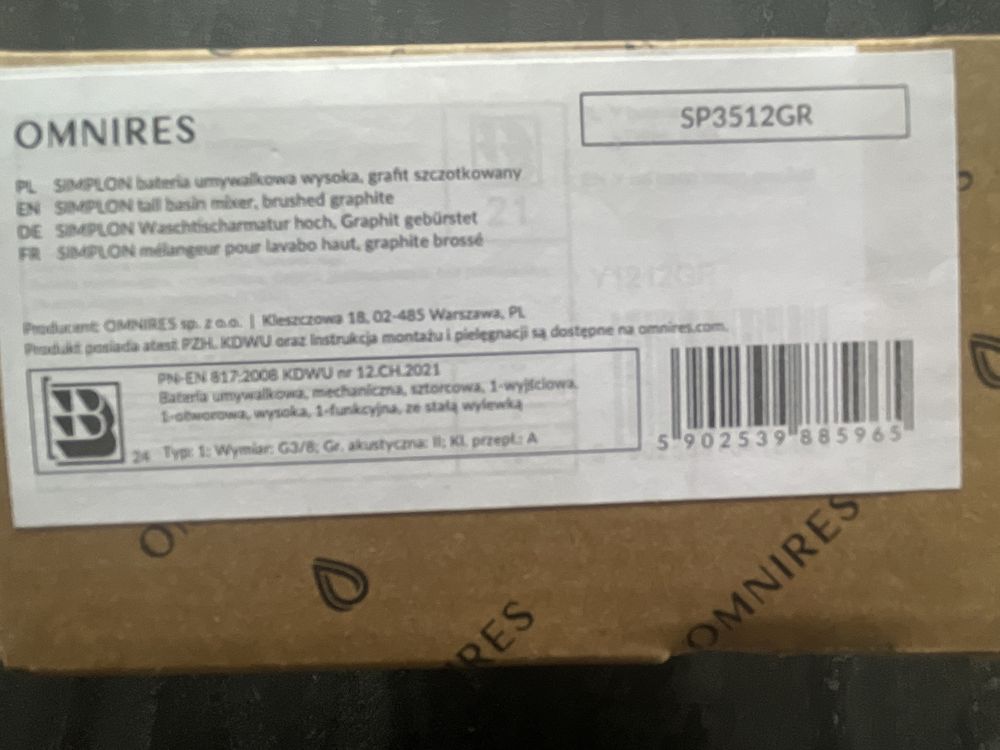 OMNIRES
SP3512GR
PL SIMPLON bateria umywalkowa wysoka, grafit szczotkowany
EN SIMPLON tall basin mixer, brushed graphite
DE SIMPLON Waschtischarmatur hoch, Graphit gebürstet
FR SIMPLON mélangeur pour lavabo haut, graphite brossé
21
Y1212GR
Producent: OMNIRES sp. z o.o. | Kleszczowa 18, 02-485 Warszawa, PL
Produkt posiada atest PZH. KDWU oraz instrukcja montażu i pielęgnacji są dostępne na omnires.com.
PN-EN 817:2008 KDWU nr 12.CH.2021
Bateria umywalkowa, mechaniczna, sztorcowa, 1-wyjściowa,
1-otworowa, wysoka, 1-funkcyjna, ze stałą wylewką
24 Typ: 1; Wymiar: G3/8; Gr. akustyczna: II; Kl. przepł.: A
5 902539 885965
OMNIRES
RES